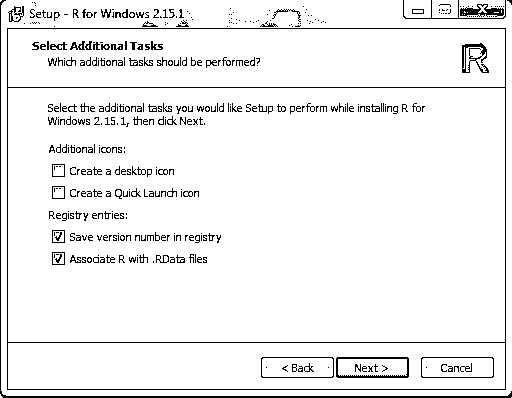 Setup - R for Windows 2.15.1
Select Additional Tasks
Which additional tasks should be performed?
R
Select the additional tasks you would like Setup to perform while installing R for
Windows 2.15.1, then click Next.
Additional icons:
Create a desktop icon
Create a Quick Launch icon
Registry entries:
Save version number in registry
Associate R with .RData files
< Back
Next >
Cancel